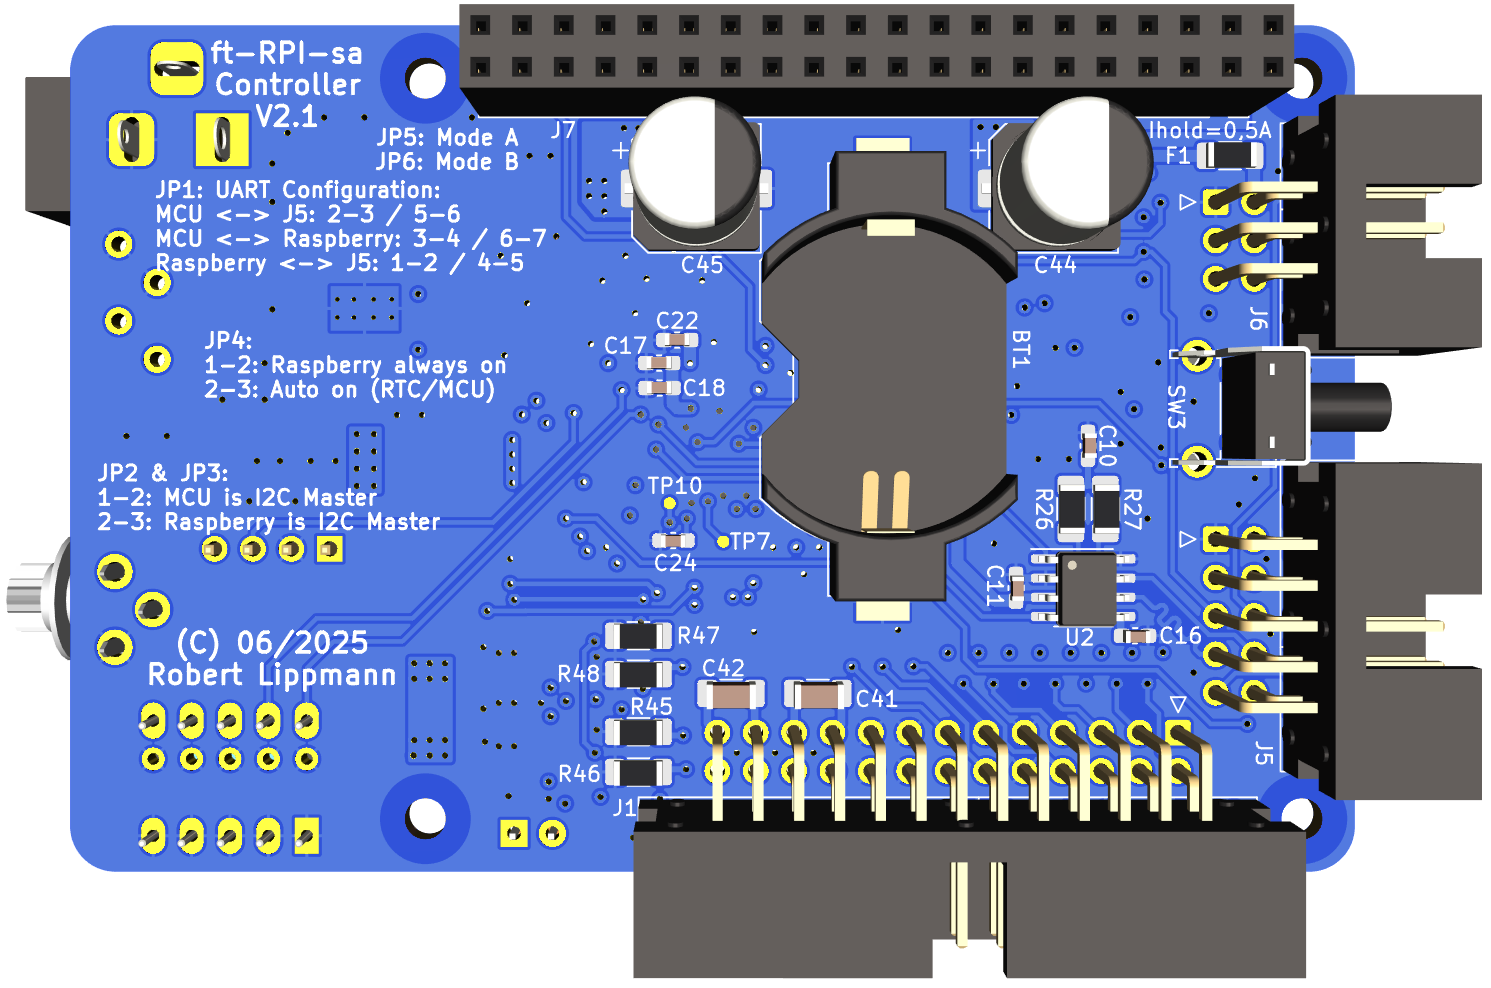 ft-RPI-sa
Controller
V2.1
JP5: Mode A
JP6: Mode B
JP1: UART Configuration:
MCU <-> J5: 2-3 / 5-6
MCU <-> Raspberry: 3-4 / 6-7
Raspberry <-> J5: 1-2 / 4-5
J7
+
C45
+
C44
Ihold=0,5A
F1
J6
JP4:
1-2: Raspberry always on
2-3: Auto on (RTC/MCU)
C22
C17
C18
BT1
SW3
JP2 & JP3:
1-2: MCU is I2C Master
2-3: Raspberry is I2C Master
TP10
TP7
C24
C10
R26
R27
C11
U2
C16
(C) 06/2025
Robert Lippmann
R47
R48
R45
R46
C42
C41
J5
J1